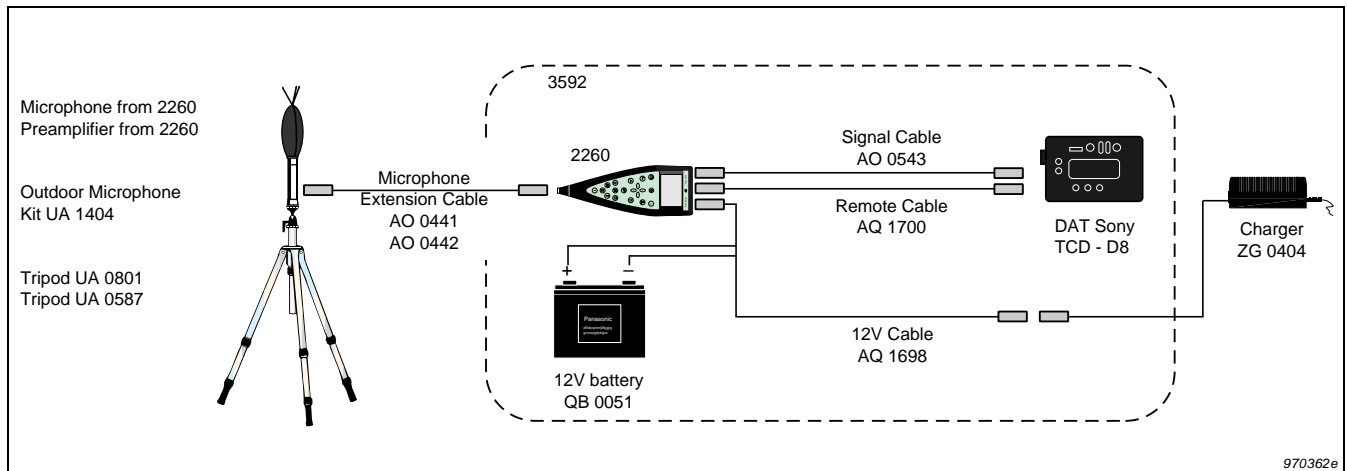 Microphone from 2260
Preamplifier from 2260
Outdoor Microphone
Kit UA 1404
Tripod UA 0801
Tripod UA 0587
Microphone
Extension Cable
AO 0441
AO 0442
3592
2260
Signal Cable
AO 0543
Remote Cable
AQ 1700
DAT Sony
TCD - D8
Charger
ZG 0404
+ −
Panasonic
12V battery
QB 0051
12V Cable
AQ 1698
970362e